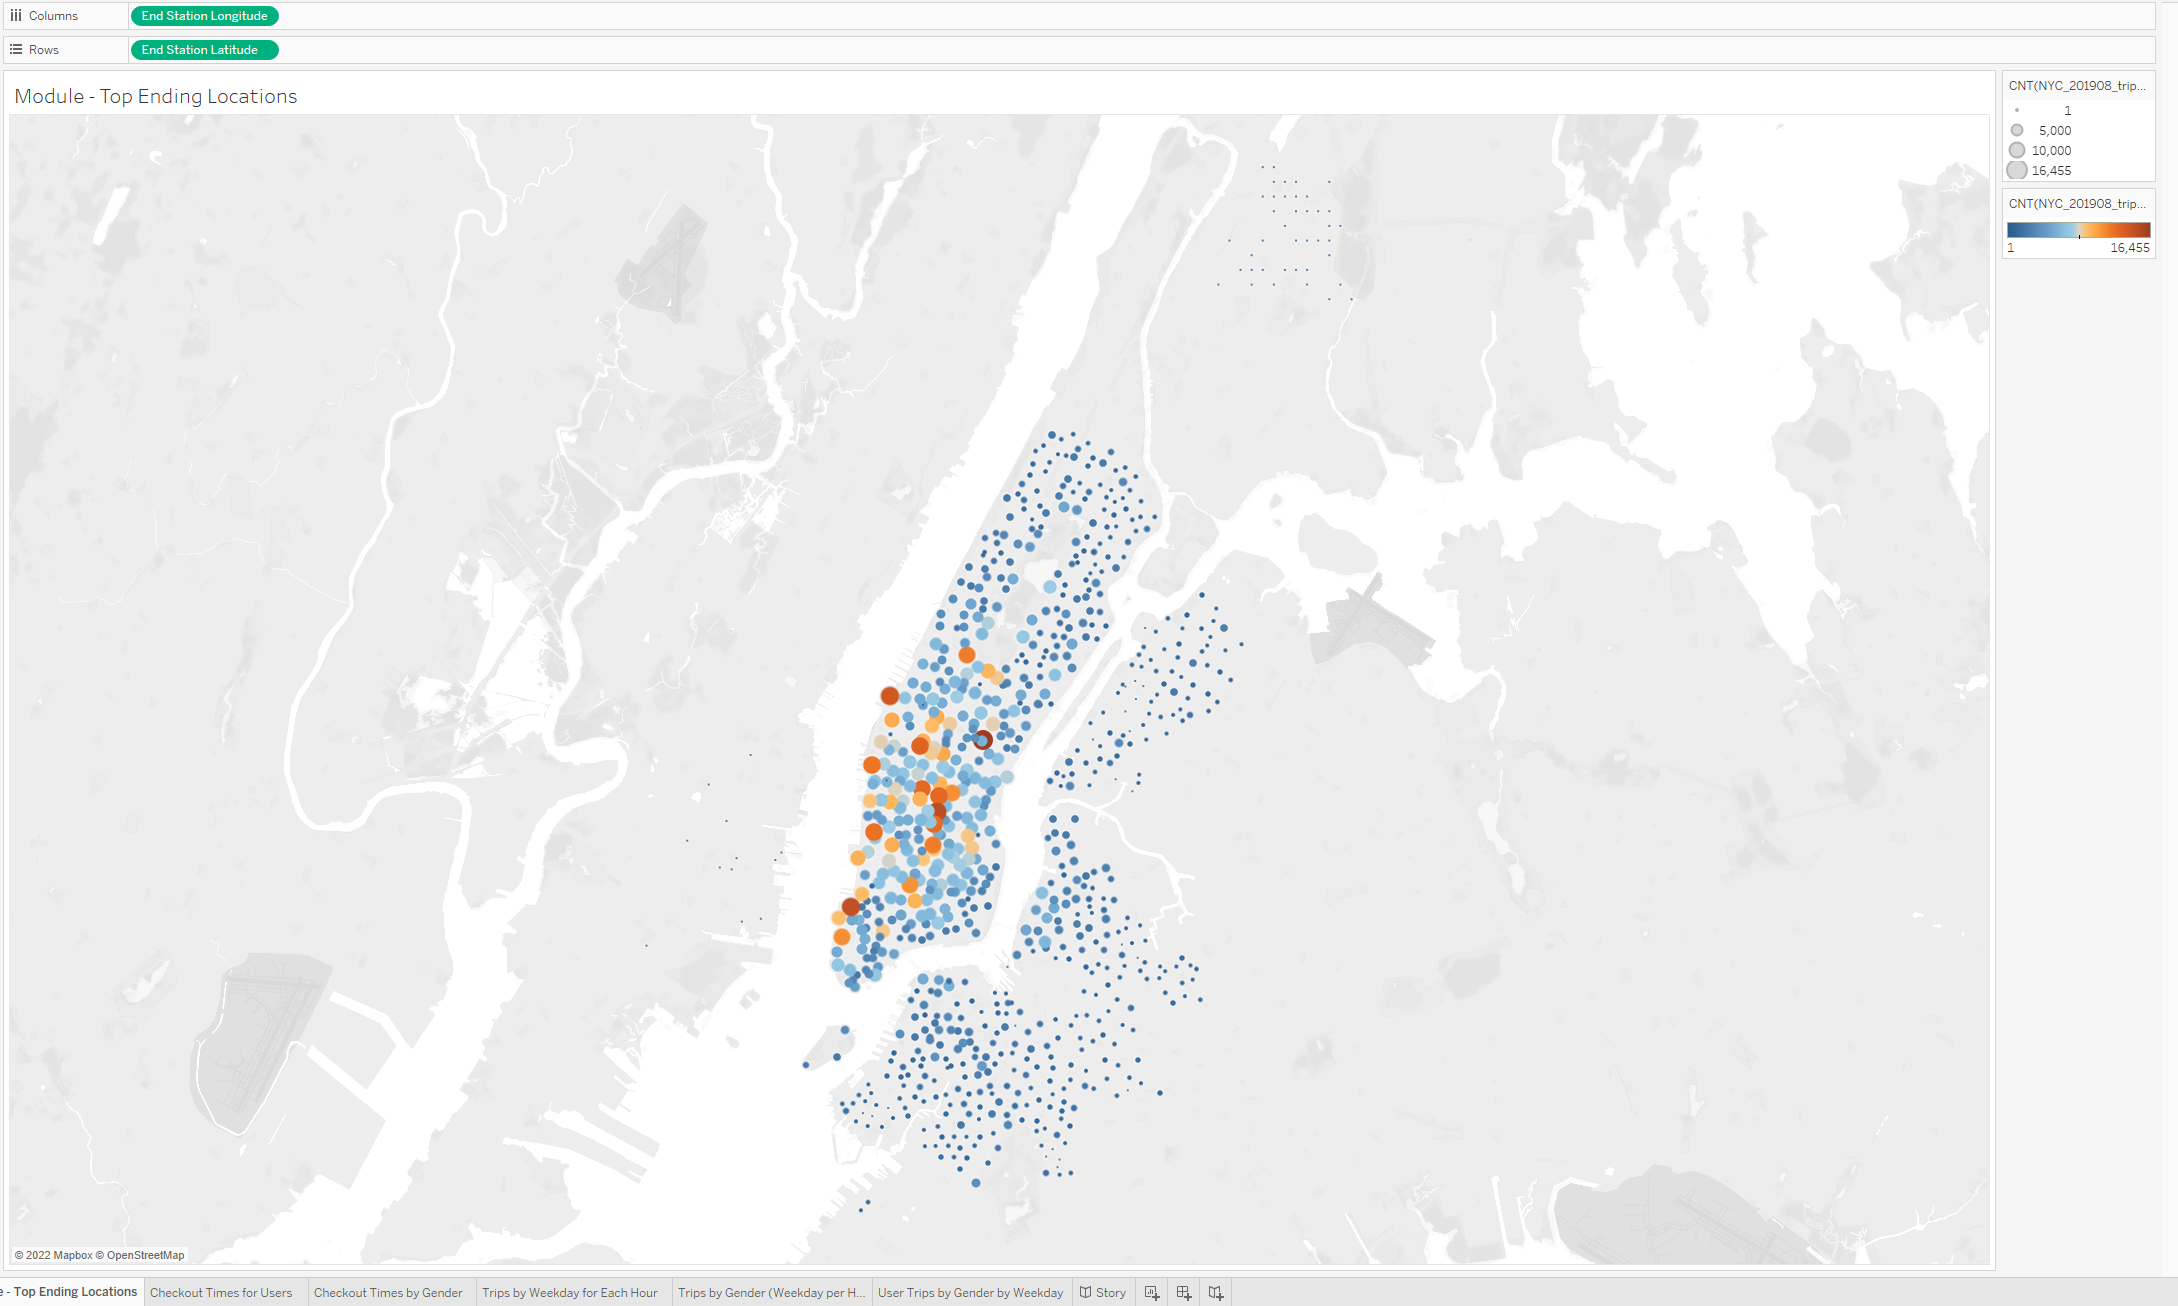 Columns
End Station Longitude
Rows
End Station Latitude
Module - Top Ending Locations
CNT(NYC_201908_trip...
1
5,000
10,000
16,455
CNT(NYC_201908_trip...
1 16,455
© 2022 Mapbox © OpenStreetMap
e - Top Ending Locations
Checkout Times for Users
Checkout Times by Gender
Trips by Weekday for Each Hour
Trips by Gender (Weekday per H...
User Trips by Gender by Weekday
Story